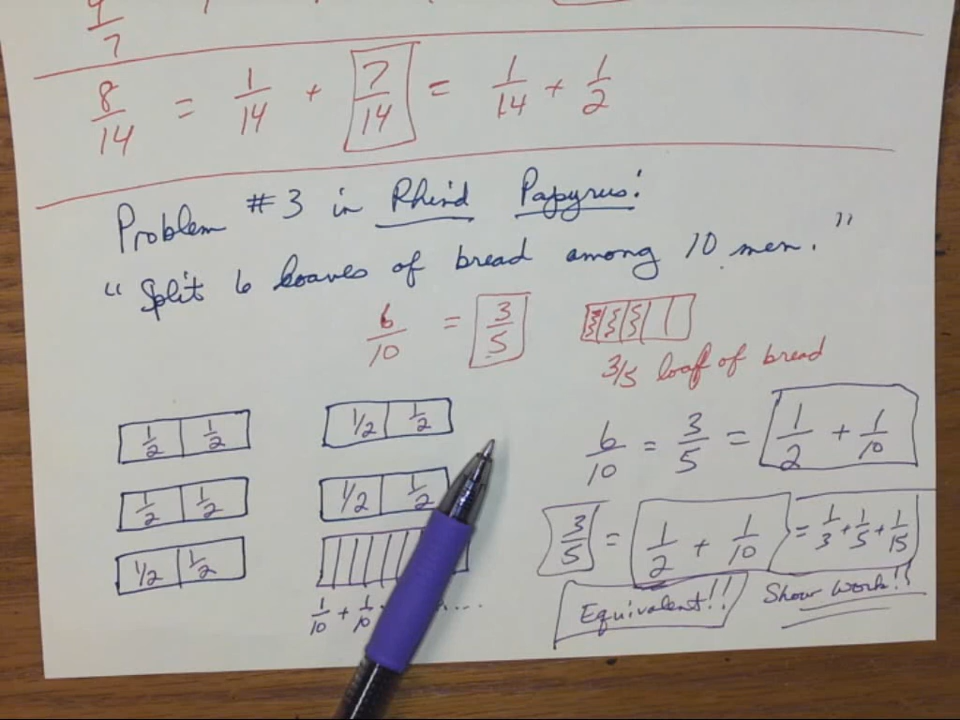 7
8/14 = 1/14 + 7/14 = 1/14 + 1/2
Problem #3 in Rhind Papyrus:
"Split 6 loaves of bread among 10 men."
6/10 = 3/5
3/5 loaf of bread
1/2 1/2 1/2 1/2
6/10 = 3/5 = 1/2 + 1/10
1/2 1/2 1/2 1/2
3/5 = 1/2 + 1/10 = 1/3 + 1/5 + 1/15
1/2 1/2
1/10 + 1/10 ....
Equivalent!! Show work!!